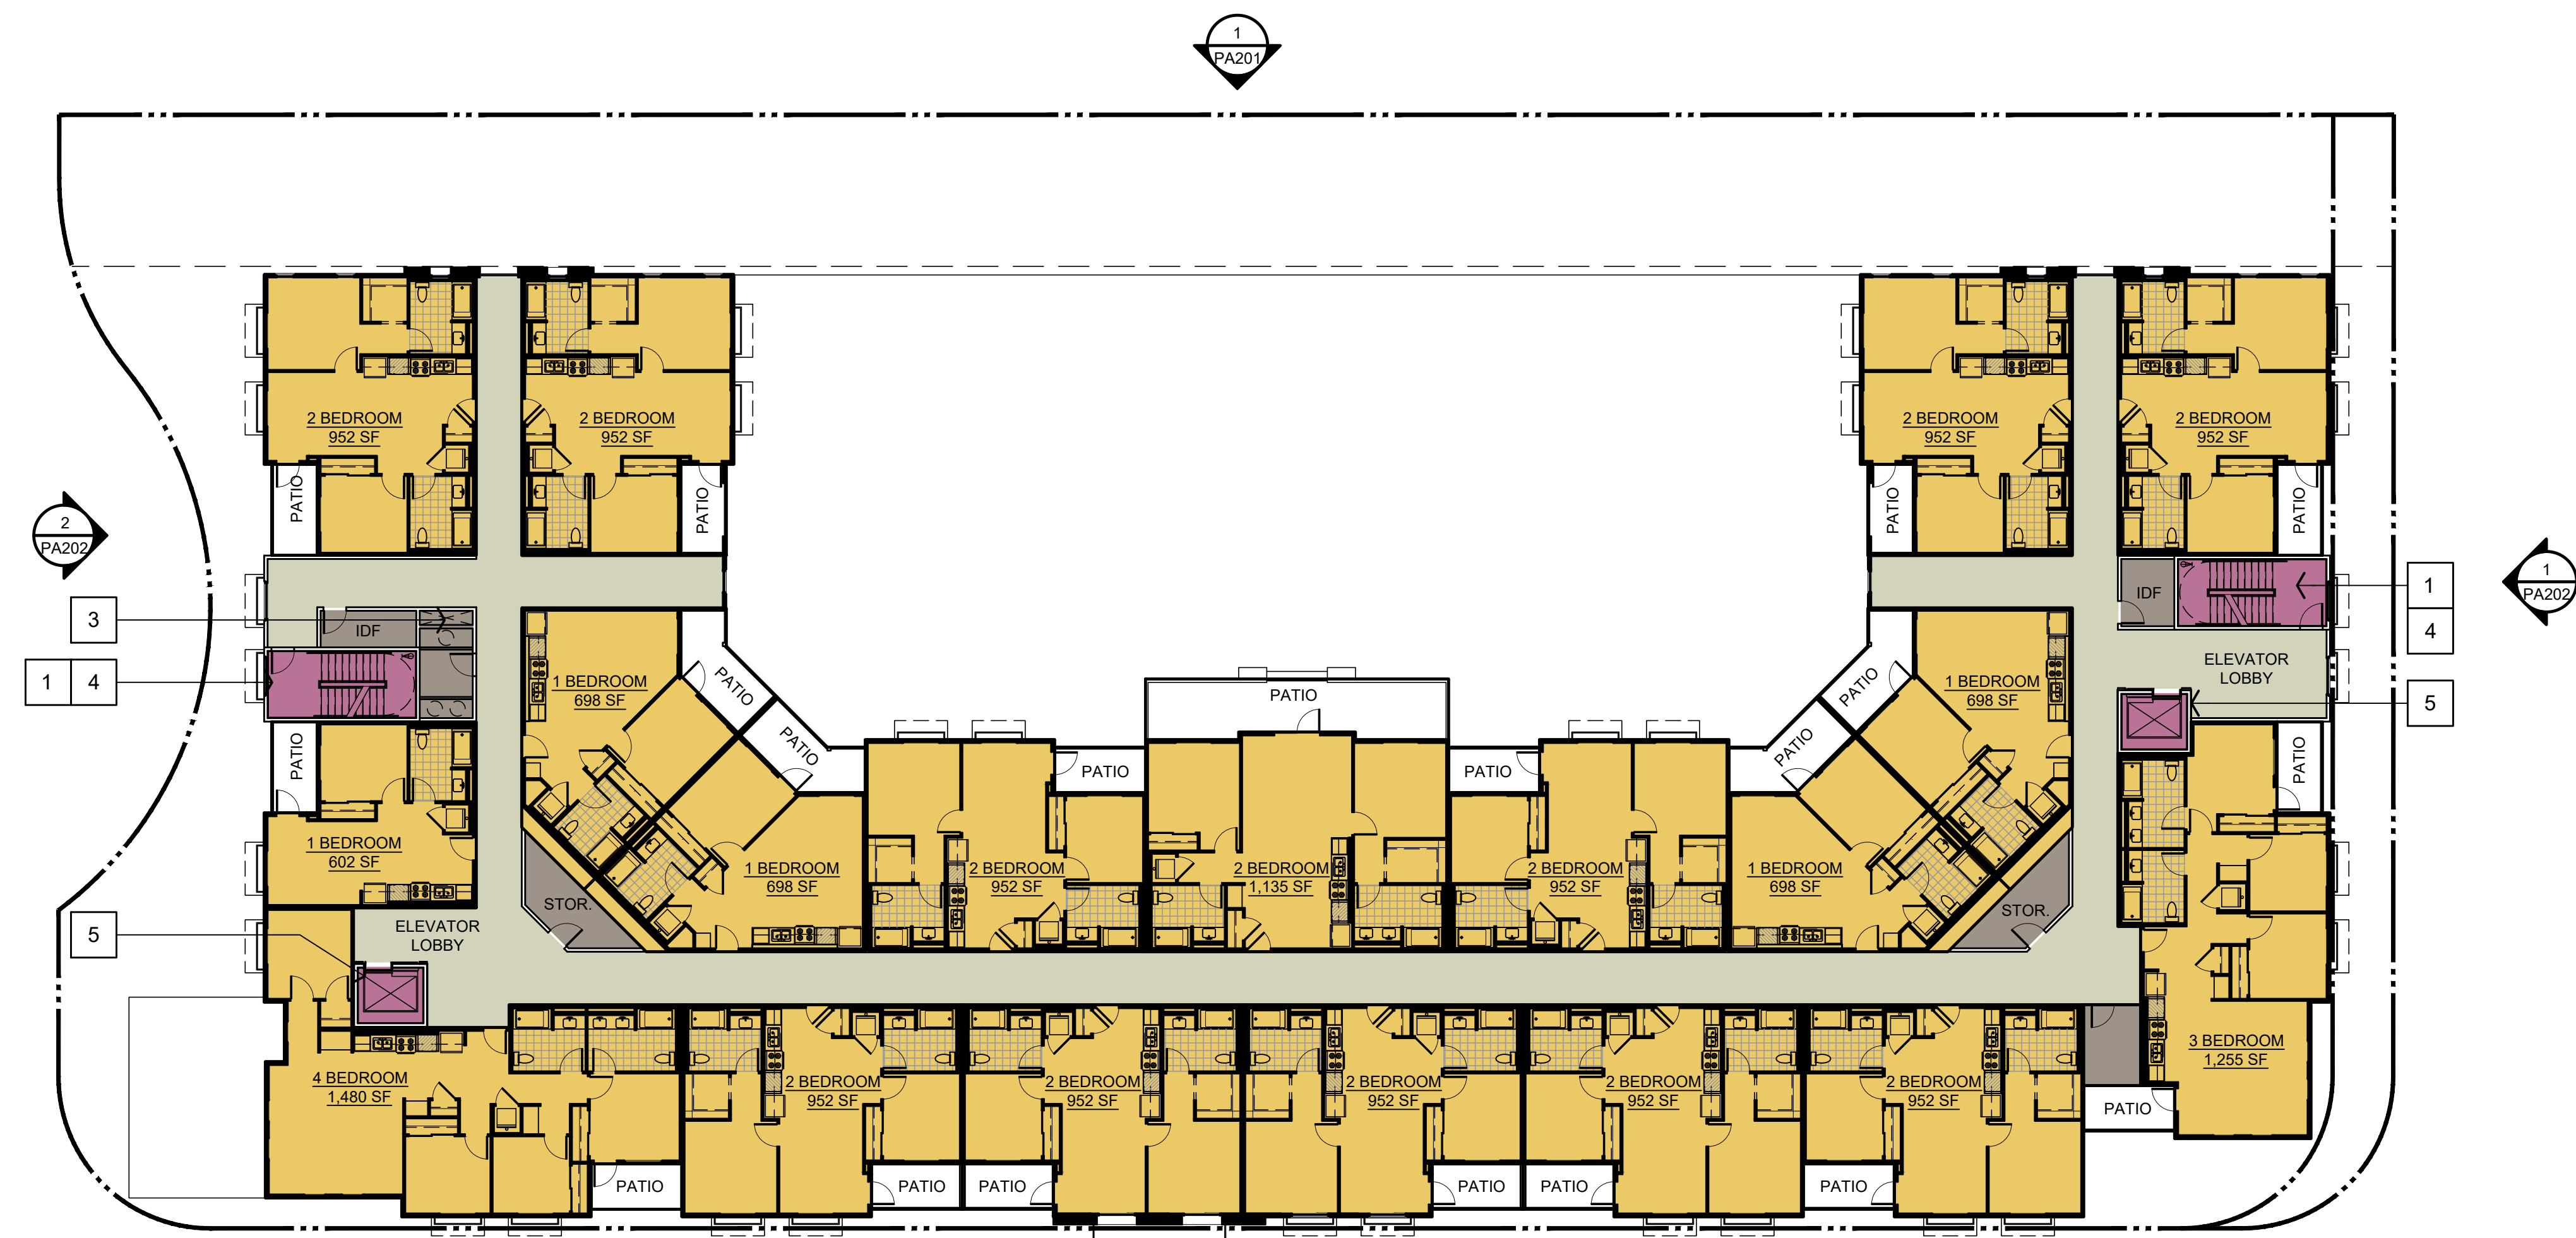 1
PA201
2 BEDROOM
952 SF
2 BEDROOM
952 SF
2 BEDROOM
952 SF
2 BEDROOM
952 SF
PATIO
PATIO
PATIO
PATIO
2
PA202
1
PA202
3
IDF
1 4
IDF
1
4
ELEVATOR
LOBBY
5
1 BEDROOM
698 SF
PATIO
PATIO
PATIO
PATIO
PATIO
1 BEDROOM
698 SF
PATIO
PATIO
PATIO
PATIO
1 BEDROOM
602 SF
1 BEDROOM
698 SF
2 BEDROOM
952 SF
2 BEDROOM
1,135 SF
2 BEDROOM
952 SF
1 BEDROOM
698 SF
STOR.
STOR.
5
ELEVATOR
LOBBY
4 BEDROOM
1,480 SF
2 BEDROOM
952 SF
2 BEDROOM
952 SF
2 BEDROOM
952 SF
2 BEDROOM
952 SF
2 BEDROOM
952 SF
3 BEDROOM
1,255 SF
PATIO
PATIO
PATIO
PATIO
PATIO
PATIO
PATIO